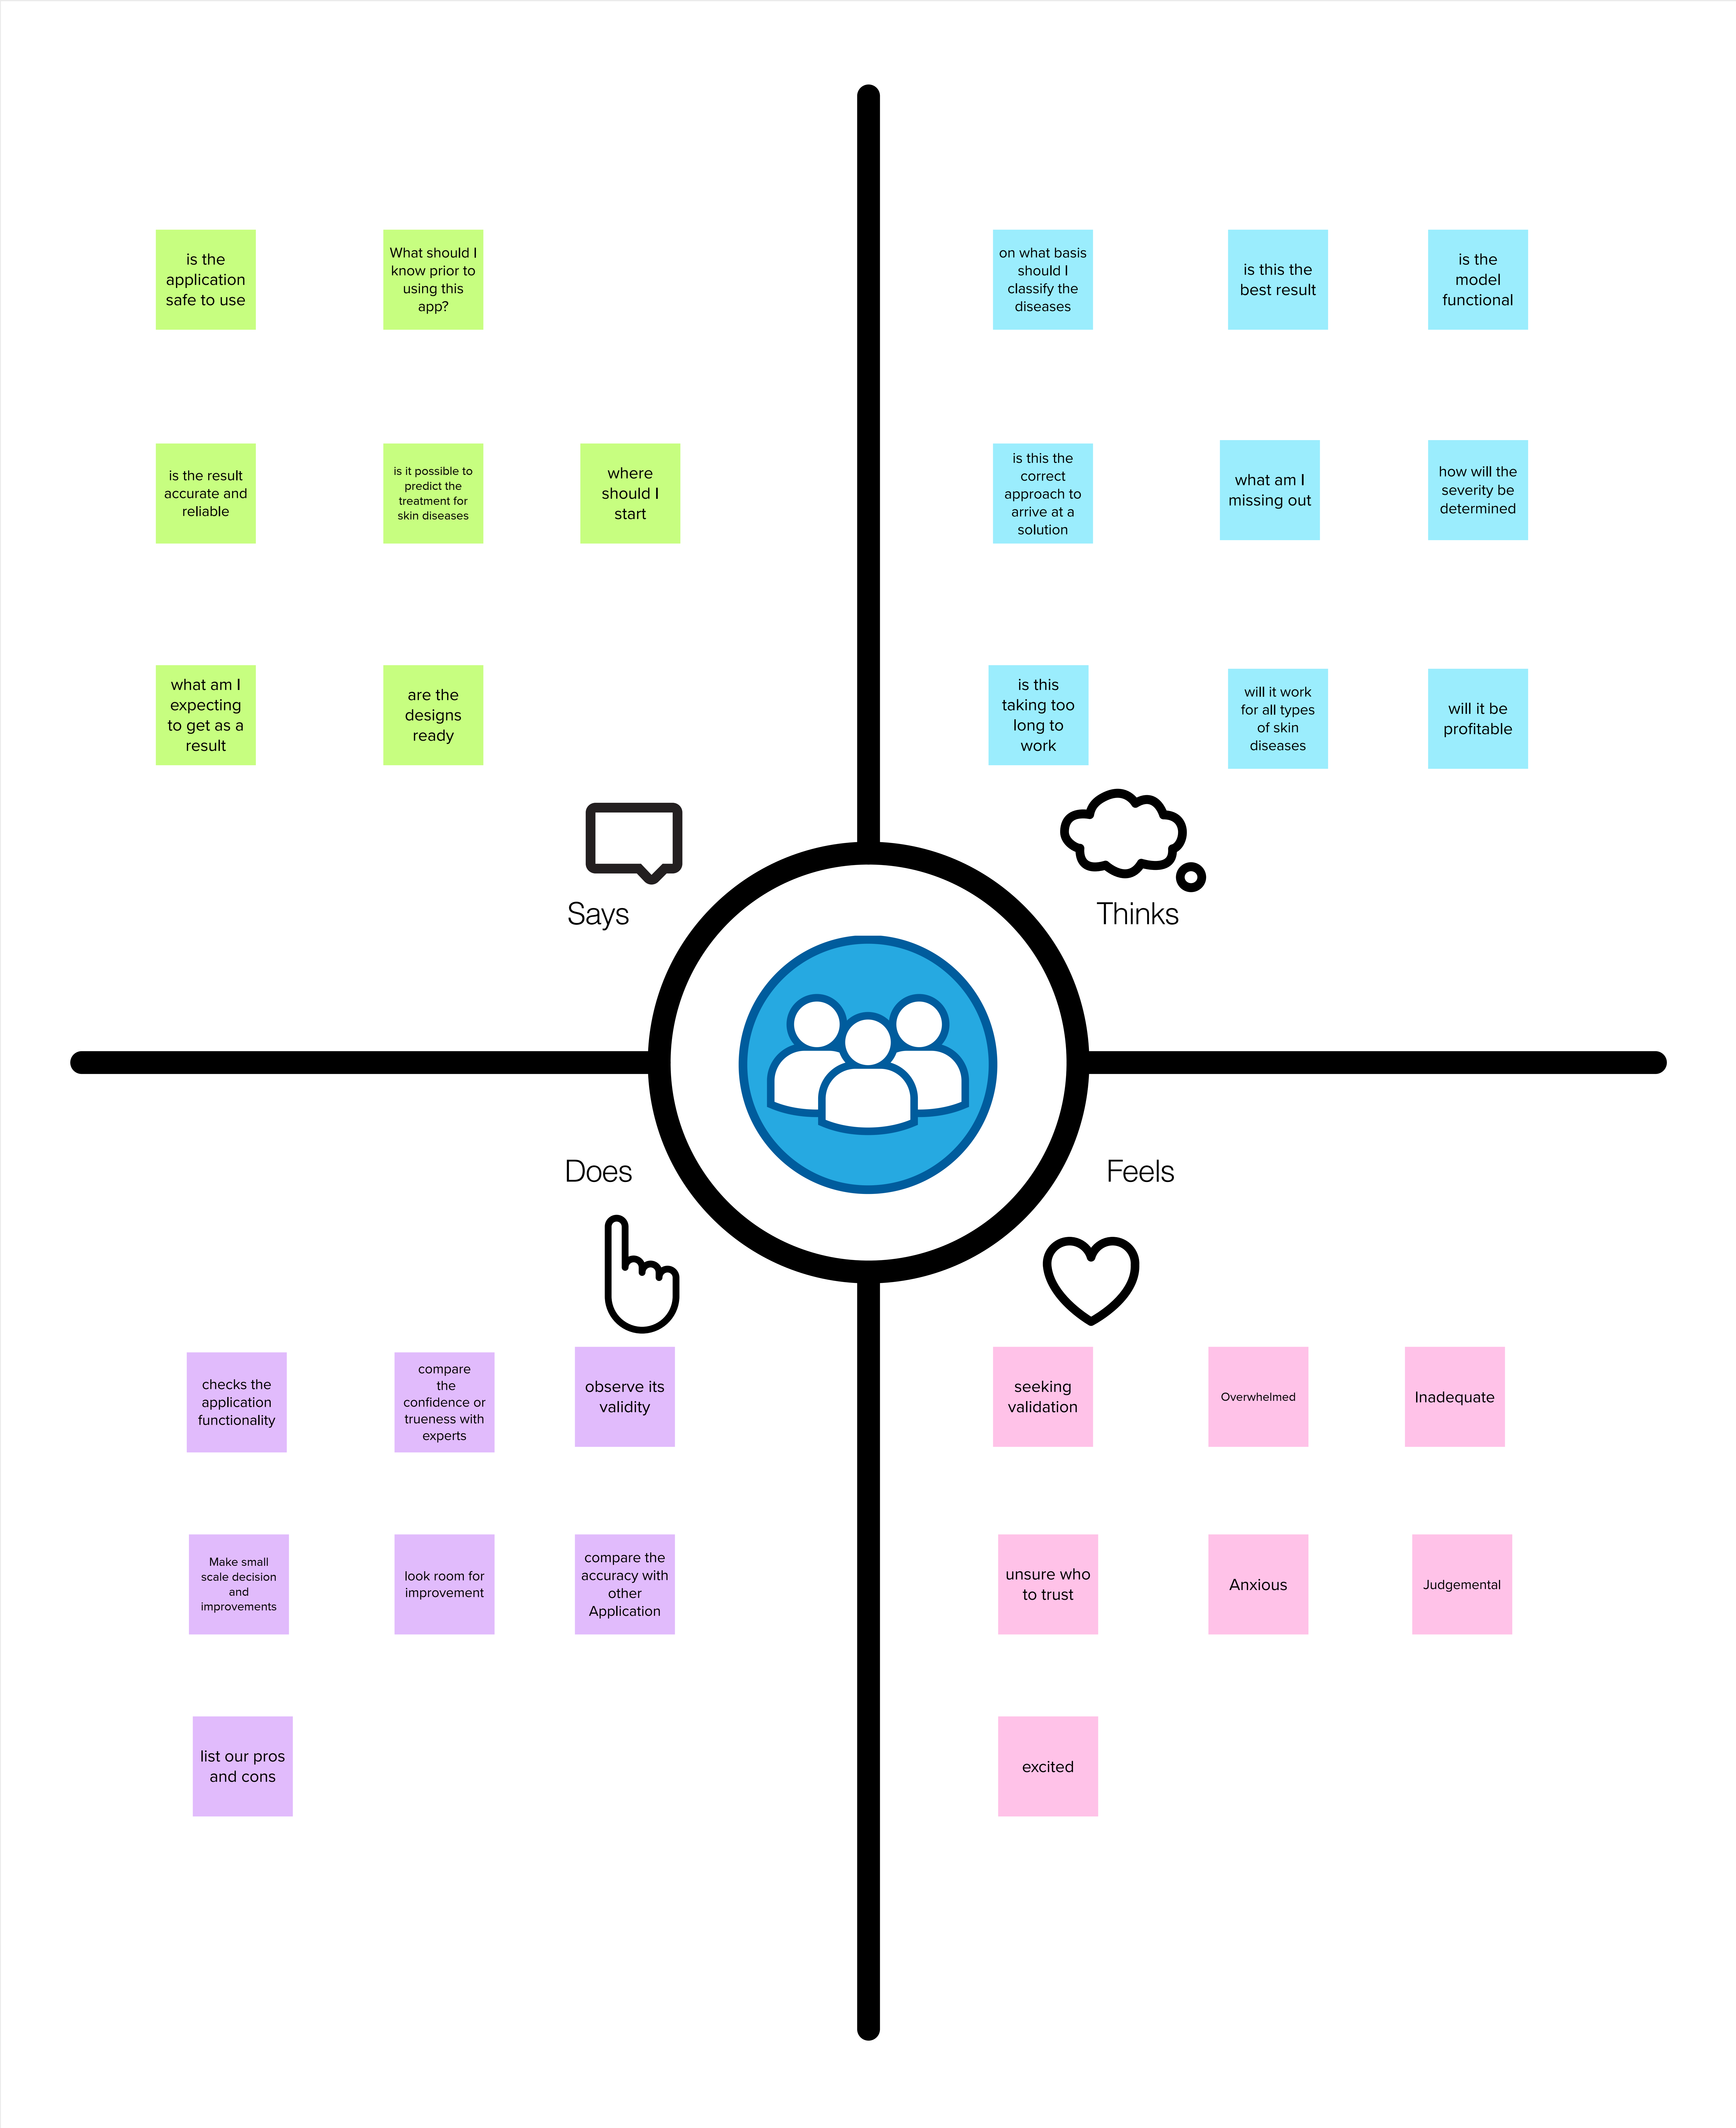 is the
application
safe to use
What should I
know prior to
using this
app?
is the result
accurate and
reliable
is it possible to
predict the
treatment for
skin diseases
where
should I
start
what am I
expecting
to get as a
result
are the
designs
ready
Says
on what basis
should I
classify the
diseases
is this the
best result
is the
model
functional
is this the
correct
approach to
arrive at a
solution
what am I
missing out
how will the
severity be
determined
is this
taking too
long to
work
will it work
for all types
of skin
diseases
will it be
profitable
Thinks
Does
checks the
application
functionality
compare
the
confidence or
trueness with
experts
observe its
validity
Make small
scale decision
and
improvements
look room for
improvement
compare the
accuracy with
other
Application
list our pros
and cons
Feels
seeking
validation
Overwhelmed
Inadequate
unsure who
to trust
Anxious
Judgemental
excited